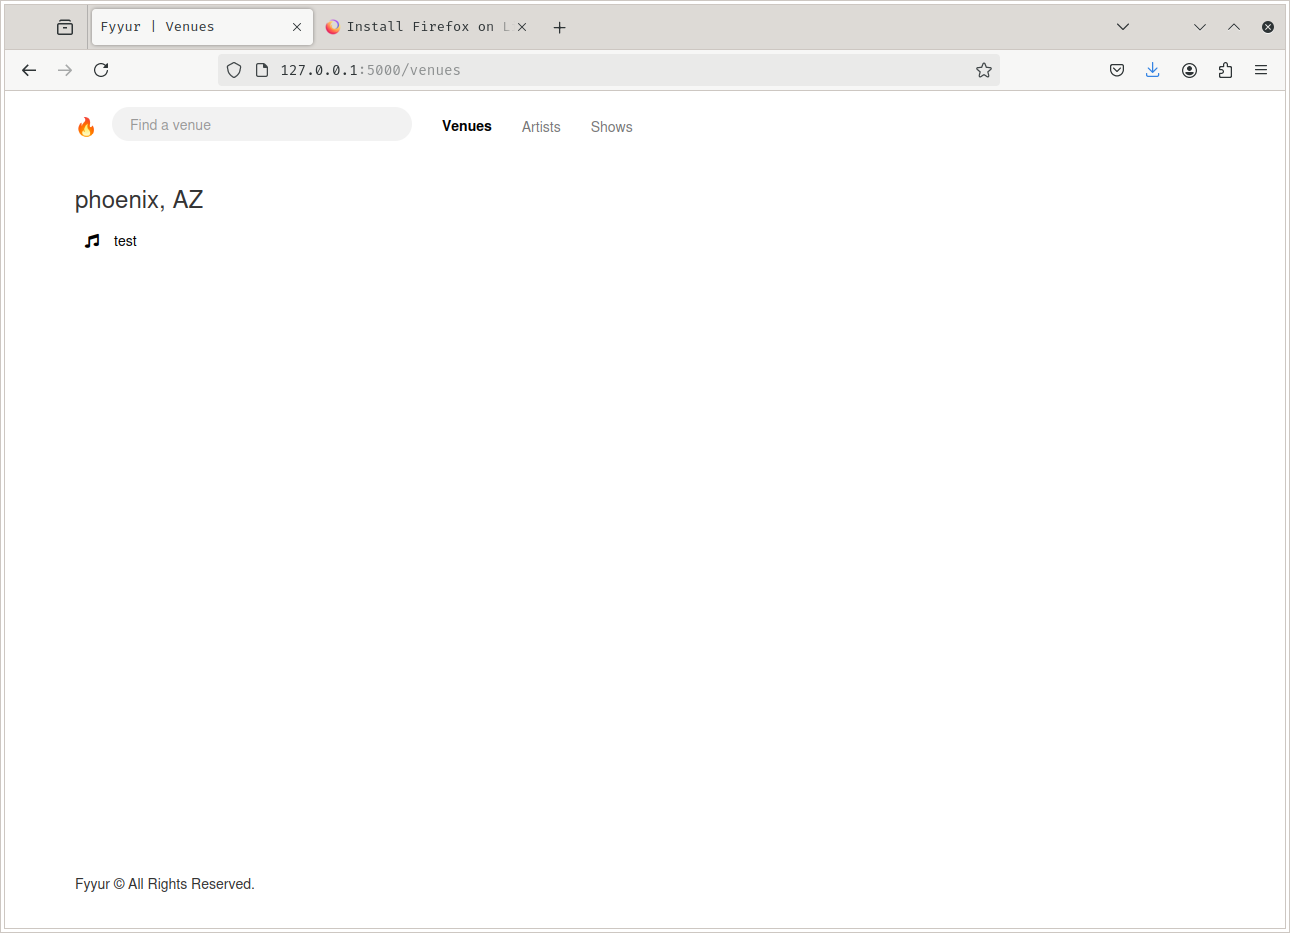 Fyyur | Venues
Install Firefox on L
127.0.0.1:5000/venues
Find a venue
Venues
Artists
Shows
phoenix, AZ
test
Fyyur © All Rights Reserved.